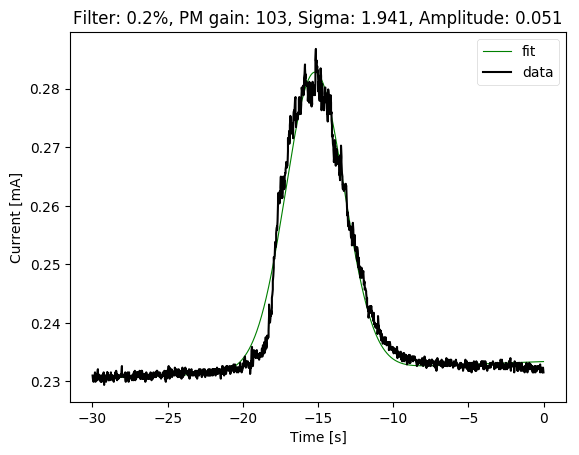 Filter: 0.2%, PM gain: 103, Sigma: 1.941, Amplitude: 0.051
fit
data
0.28
0.27
0.26
0.25
0.24
0.23
Current [mA]
−30 −25 −20 −15 −10 −5 0
Time [s]